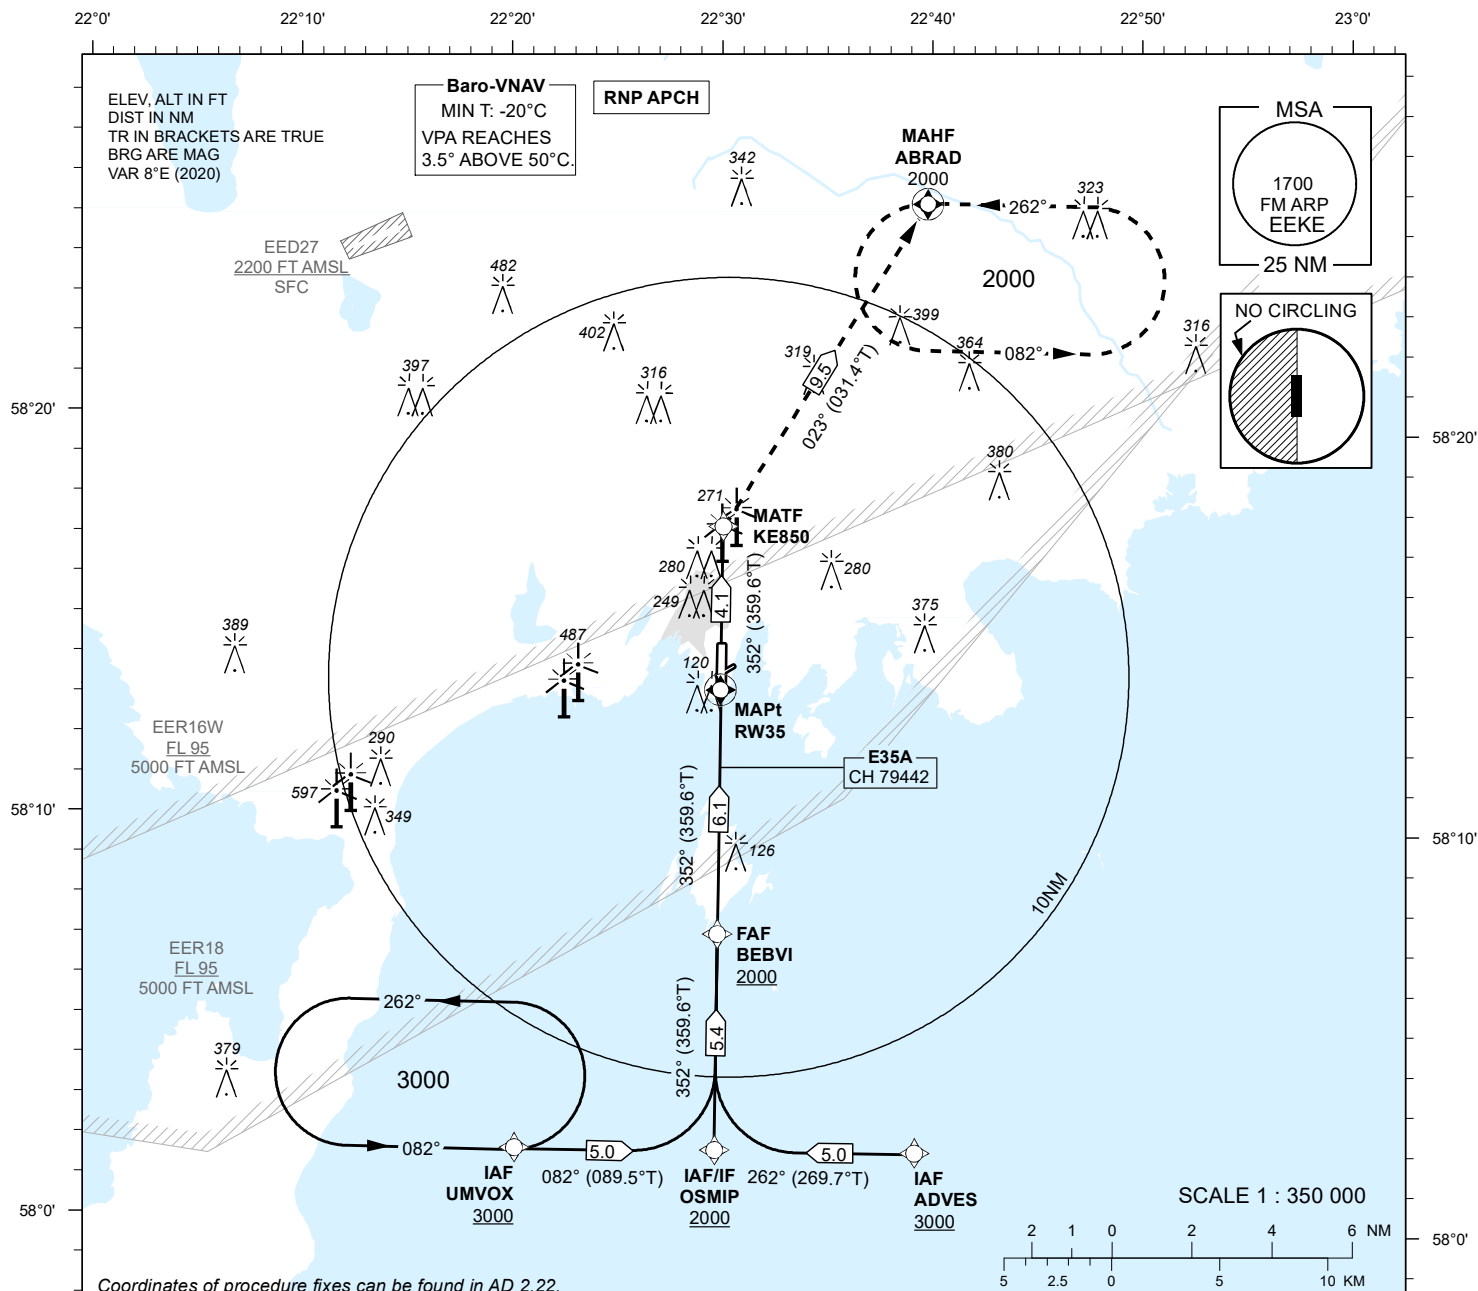 22°0'
22°10'
22°20'
22°30'
22°40'
22°50'
23°0'
ELEV, ALT IN FT
DIST IN NM
TR IN BRACKETS ARE TRUE
BRG ARE MAG
VAR 8°E (2020)
Baro-VNAV
MIN T: -20°C
VPA REACHES
3.5° ABOVE 50°C.
RNP APCH
MSA
1700
FM ARP
EEKE
25 NM
NO CIRCLING
MAHF
ABRAD
2000
342
323
262°
2000
082°
EED27
2200 FT AMSL
SFC
482
402
399
364
316
319
9.5
023° (031.4°T)
397
316
58°20'
58°20'
380
271
MATF
KE850
280
249
280
4.1
352° (359.6°T)
375
389
487
120
MAPt
RW35
EER16W
FL 95
5000 FT AMSL
290
597
349
E35A
CH 79442
352° (359.6°T)
6.1
126
58°10'
58°10'
10NM
FAF
BEBVI
2000
EER18
FL 95
5000 FT AMSL
262°
3000
082°
379
352° (359.6°T)
5.4
5.0
5.0
082° (089.5°T)
262° (269.7°T)
IAF
UMVOX
3000
IAF/IF
OSMIP
2000
IAF
ADVES
3000
58°0'
58°0'
SCALE 1 : 350 000
2 1 0 2 4 6 NM
5 2.5 0 5 10 KM
Coordinates of procedure fixes can be found in AD 2.22.